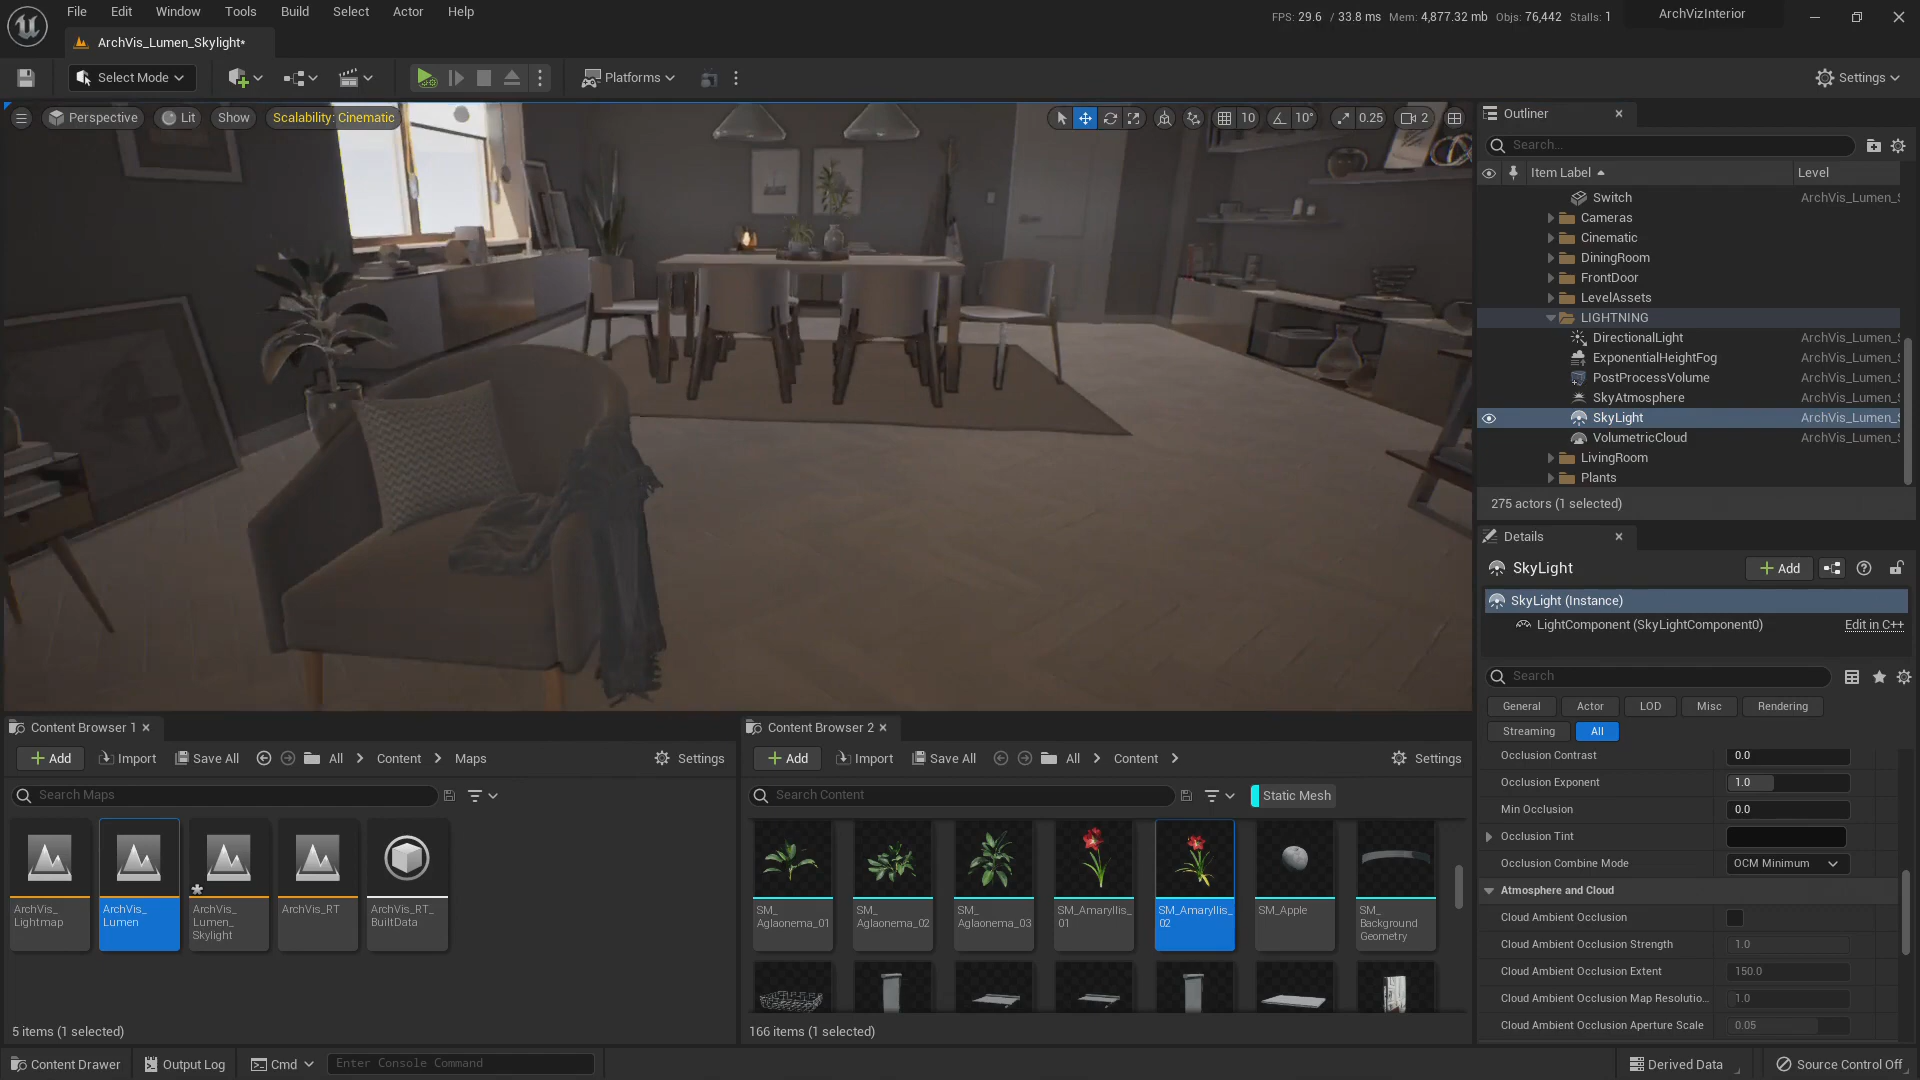 File Edit Window Tools Build Select Actor Help
FPS: 29.6 / 33.8 ms Mem: 4,877.32 mb Objs: 76,442 Stalls: 1
ArchVizInterior
ArchVis_Lumen_Skylight*
Select Mode
Platforms
Settings
Perspective
Lit
Show
Scalability: Cinematic
10
10°
0.25
2
Outliner
Search...
Item Label
Level
Switch ArchVis_Lumen_S
Cameras
Cinematic
DiningRoom
FrontDoor
LevelAssets
LIGHTNING
DirectionalLight ArchVis_Lumen_S
ExponentialHeightFog ArchVis_Lumen_S
PostProcessVolume ArchVis_Lumen_S
SkyAtmosphere ArchVis_Lumen_S
SkyLight ArchVis_Lumen_S
VolumetricCloud ArchVis_Lumen_S
LivingRoom
Plants
275 actors (1 selected)
Details
SkyLight
Add
SkyLight (Instance)
LightComponent (SkyLightComponent0) Edit in C++
Search
General Actor LOD Misc Rendering
Streaming All
Occlusion Contrast 0.0
Occlusion Exponent 1.0
Min Occlusion 0.0
Occlusion Tint
Occlusion Combine Mode OCM Minimum
Atmosphere and Cloud
Cloud Ambient Occlusion
Cloud Ambient Occlusion Strength 1.0
Cloud Ambient Occlusion Extent 150.0
Cloud Ambient Occlusion Map Resolutio... 1.0
Cloud Ambient Occlusion Aperture Scale 0.05
Content Browser 1
Add Import Save All All Content Maps Settings
Search Maps
ArchVis_
Lightmap
ArchVis_
Lumen
ArchVis_
Lumen_
Skylight
ArchVis_RT
ArchVis_RT_
BuiltData
5 items (1 selected)
Content Browser 2
Add Import Save All All Content Settings
Search Content
Static Mesh
SM_
Aglaonema_01
SM_
Aglaonema_02
SM_
Aglaonema_03
SM_Amaryllis_
01
SM_Amaryllis_
02
SM_Apple
SM_
Background
Geometry
166 items (1 selected)
Content Drawer
Output Log
Cmd
Enter Console Command
Derived Data
Source Control Off